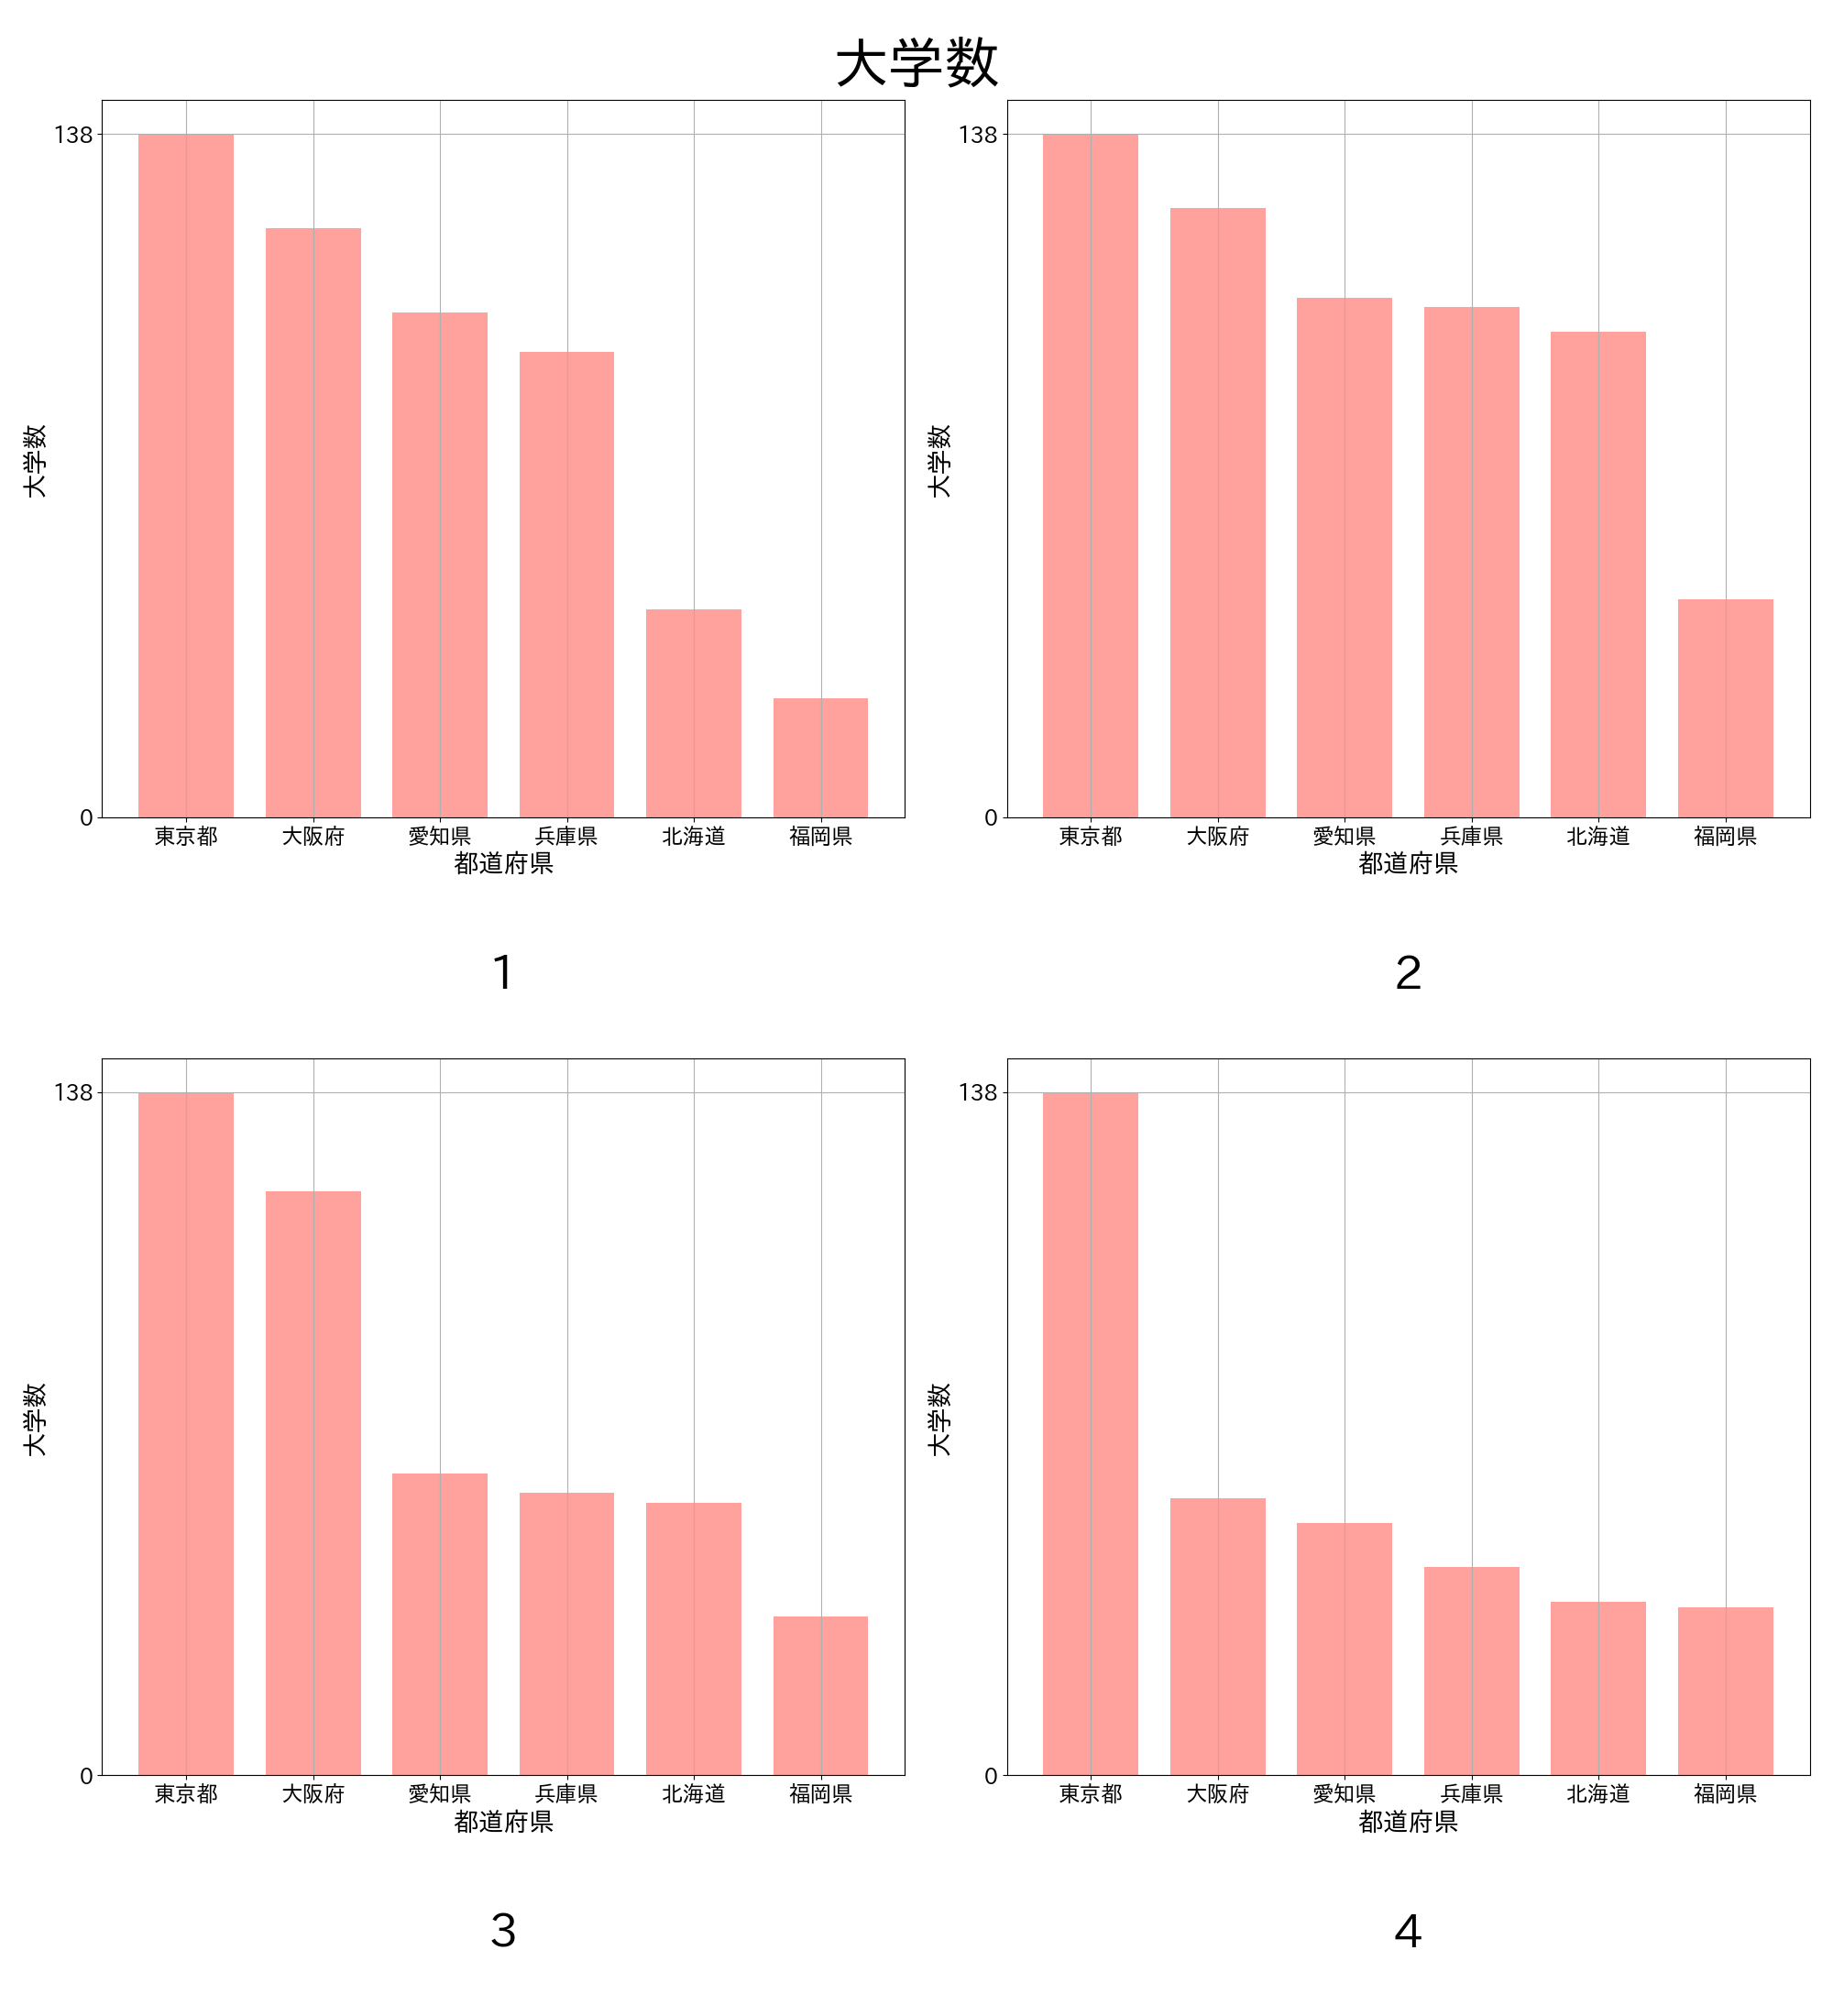 大学数
138
0
大学数
東京都 大阪府 愛知県 兵庫県 北海道 福岡県
都道府県
1
138
0
大学数
東京都 大阪府 愛知県 兵庫県 北海道 福岡県
都道府県
2
138
0
大学数
東京都 大阪府 愛知県 兵庫県 北海道 福岡県
都道府県
3
138
0
大学数
東京都 大阪府 愛知県 兵庫県 北海道 福岡県
都道府県
4